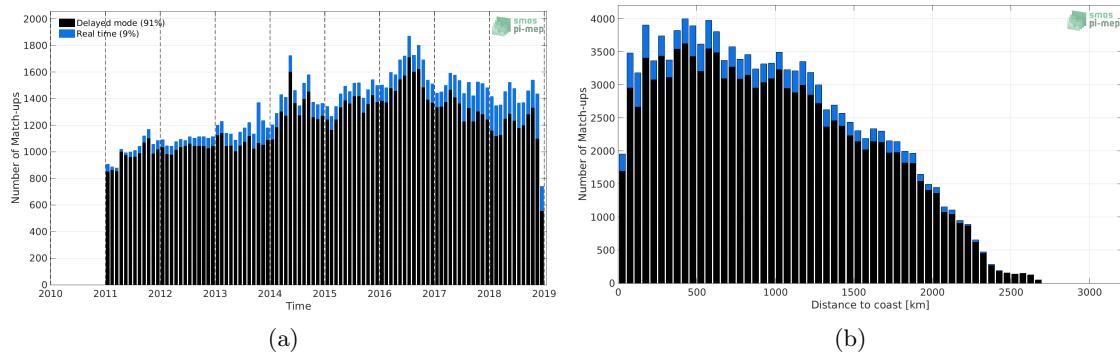 Delayed mode (91%)
Real time (9%)
smos
pi-mep
Number of Match-ups
2000
1800
1600
1400
1200
1000
800
600
400
200
0
2010 2011 2012 2013 2014 2015 2016 2017 2018 2019
Time
(a)
smos
pi-mep
Number of Match-ups
4000
3500
3000
2500
2000
1500
1000
500
0
0 500 1000 1500 2000 2500 3000
Distance to coast [km]
(b)